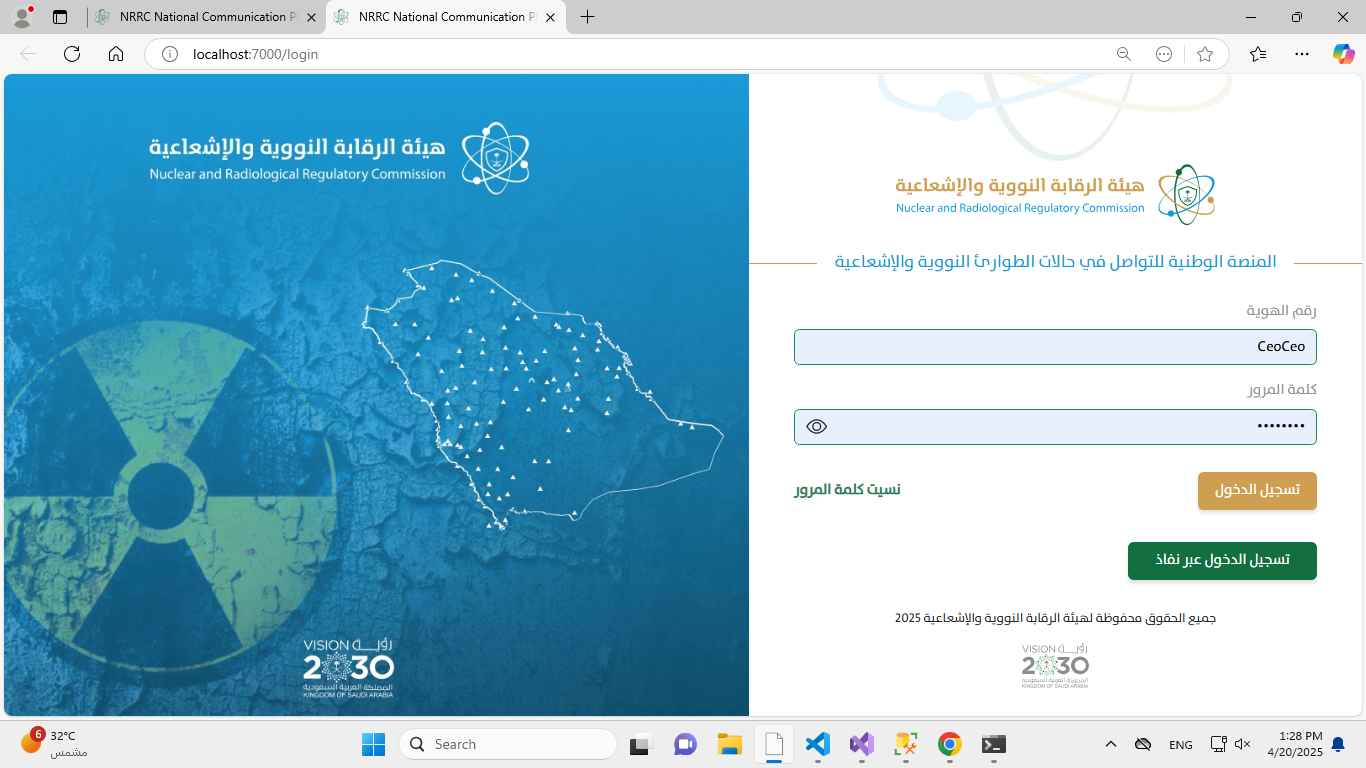 NRRC National Communication Pl
NRRC National Communication Pl
localhost:7000/login
هيئة الرقابة النووية والإشعاعية
Nuclear and Radiological Regulatory Commission
VISION رؤيــــة
2030
المملكة العربية السعودية
KINGDOM OF SAUDI ARABIA
هيئة الرقابة النووية والإشعاعية
Nuclear and Radiological Regulatory Commission
المنصة الوطنية للتواصل في حالات الطوارئ النووية والإشعاعية
رقم الهوية
CeoCeo
كلمة المرور
••••••••
تسجيل الدخول
نسيت كلمة المرور
تسجيل الدخول عبر نفاذ
جميع الحقوق محفوظة لهيئة الرقابة النووية والإشعاعية 2025
VISION رؤيــــة
2030
المملكة العربية السعودية
KINGDOM OF SAUDI ARABIA
6
32°C
مشمس
Search
ENG
1:28 PM
4/20/2025